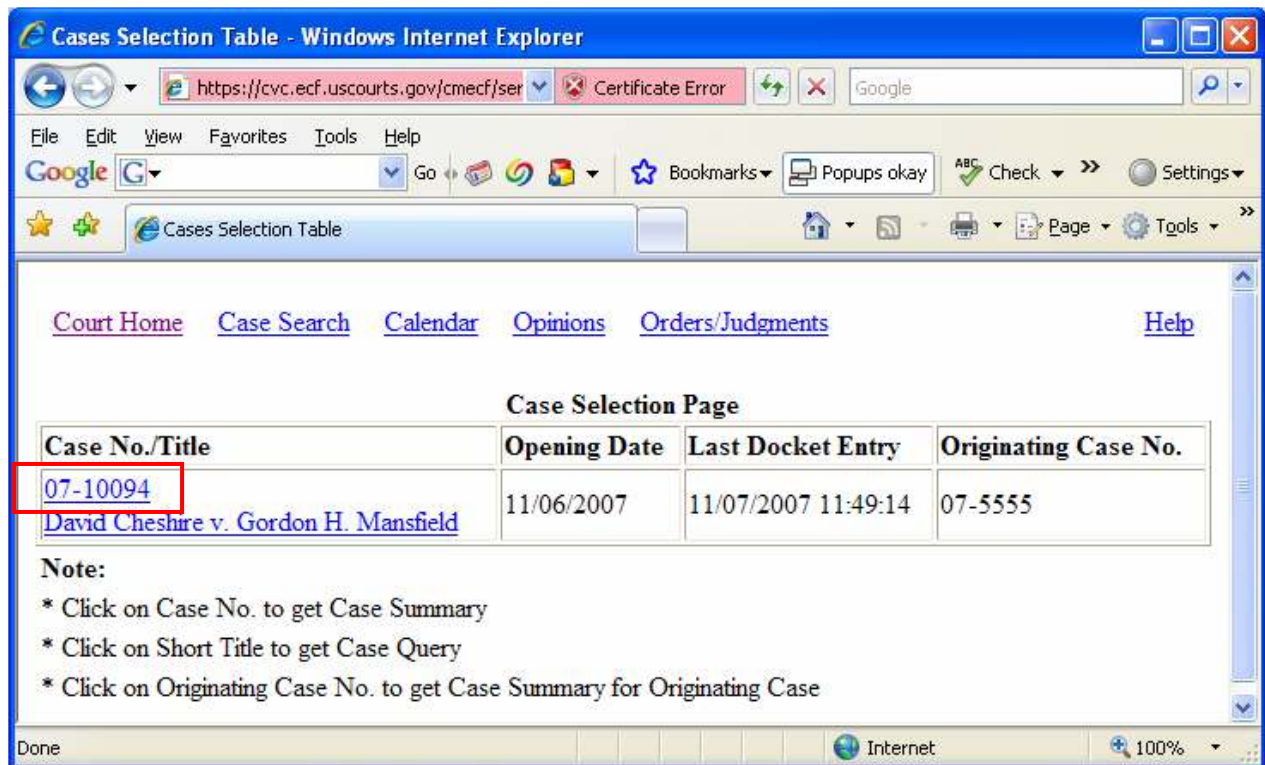 Cases Selection Table - Windows Internet Explorer
https://cvc.ecf.uscourts.gov/cmecf/ser Certificate Error Google
File Edit View Favorites Tools Help
Google G Go Bookmarks Popups okay ABC Check » Settings
Cases Selection Table Page Tools »
Court Home Case Search Calendar Opinions Orders/Judgments Help
Case Selection Page
Case No./Title Opening Date Last Docket Entry Originating Case No.
07-10094
David Cheshire v. Gordon H. Mansfield 11/06/2007 11/07/2007 11:49:14 07-5555
Note:
* Click on Case No. to get Case Summary
* Click on Short Title to get Case Query
* Click on Originating Case No. to get Case Summary for Originating Case
Done Internet 100%